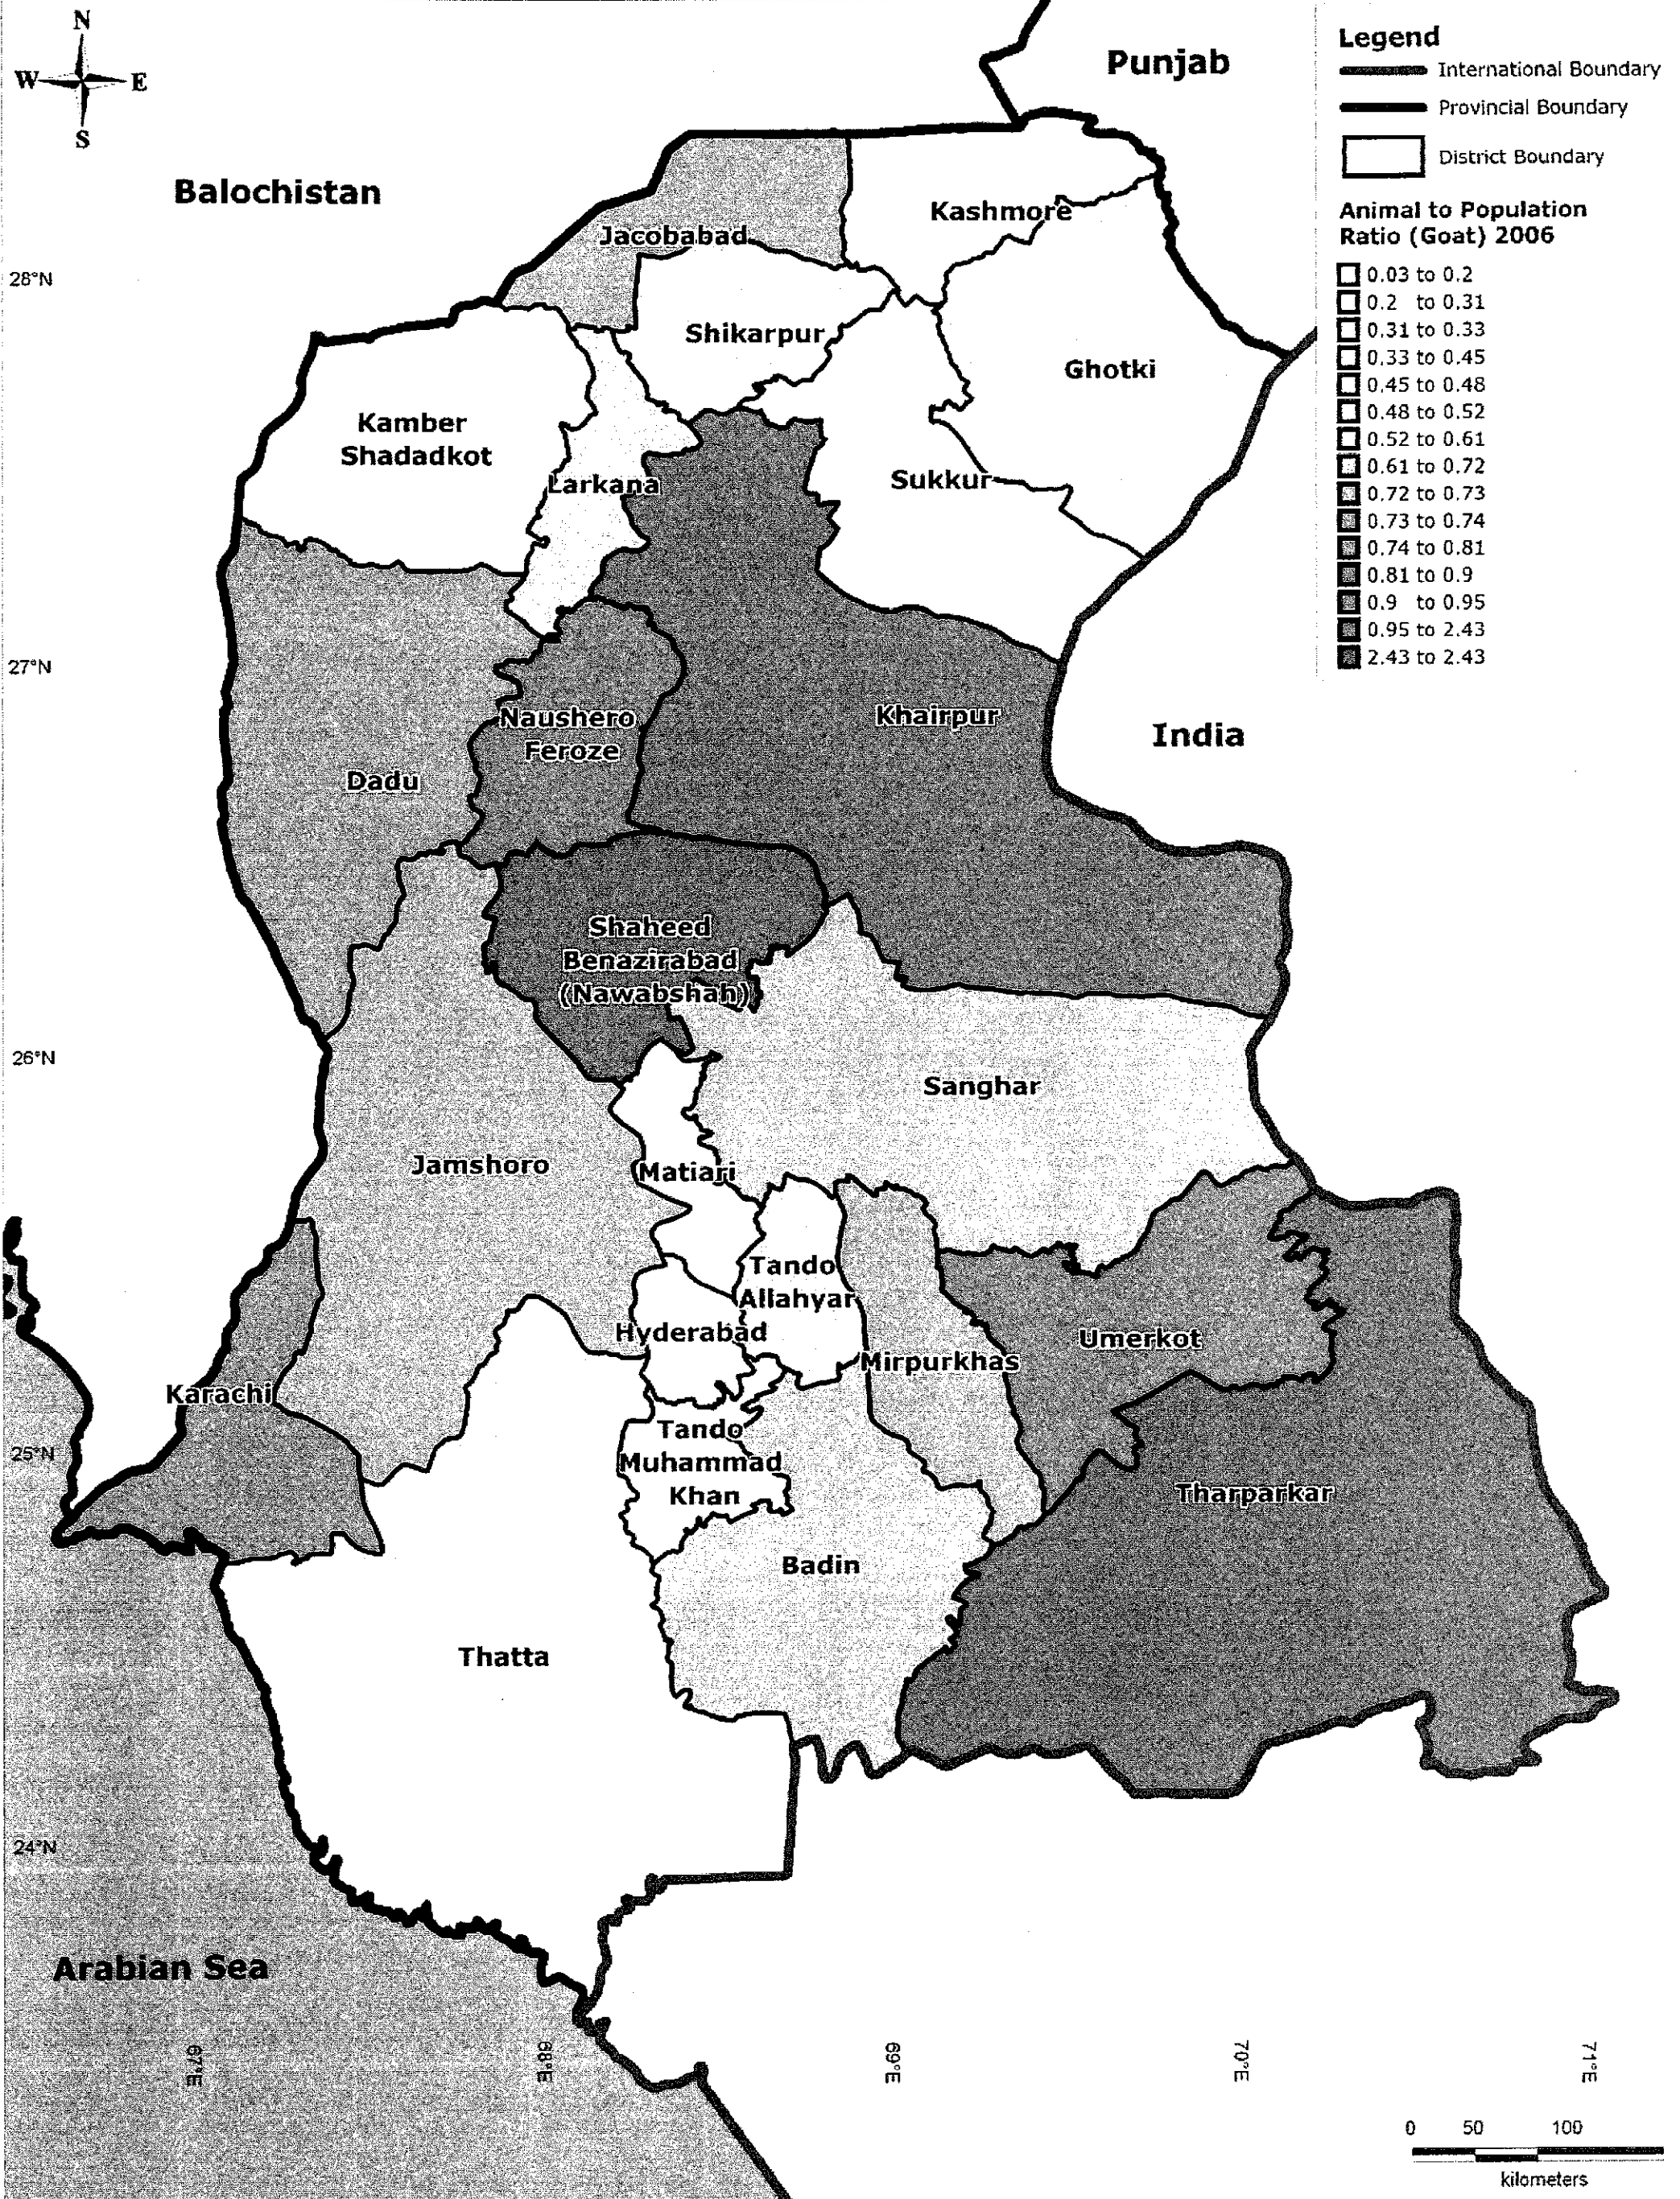 N
W E
S
Punjab
Balochistan
Legend
International Boundary
Provincial Boundary
District Boundary
Animal to Population
Ratio (Goat) 2006
0.03 to 0.2
0.2 to 0.31
0.31 to 0.33
0.33 to 0.45
0.45 to 0.48
0.48 to 0.52
0.52 to 0.61
0.61 to 0.72
0.72 to 0.73
0.73 to 0.74
0.74 to 0.81
0.81 to 0.9
0.9 to 0.95
0.95 to 2.43
2.43 to 2.43
Kashmore
Jacobabad
28°N
Shikarpur
Ghotki
Kamber
Shadadkot
Larkana
Sukkur
27°N
Naushero
Feroze
Khairpur
India
Dadu
Shaheed
Benazirabad
(Nawabshah)
26°N
Sanghar
Jamshoro
Matiari
Tando
Allahyar
Hyderabad
Umerkot
Mirpurkhas
Karachi
25°N
Tando
Muhammad
Khan
Tharparkar
Badin
Thatta
24°N
Arabian Sea
67°E
68°E
69°E
70°E
71°E
0 50 100
kilometers